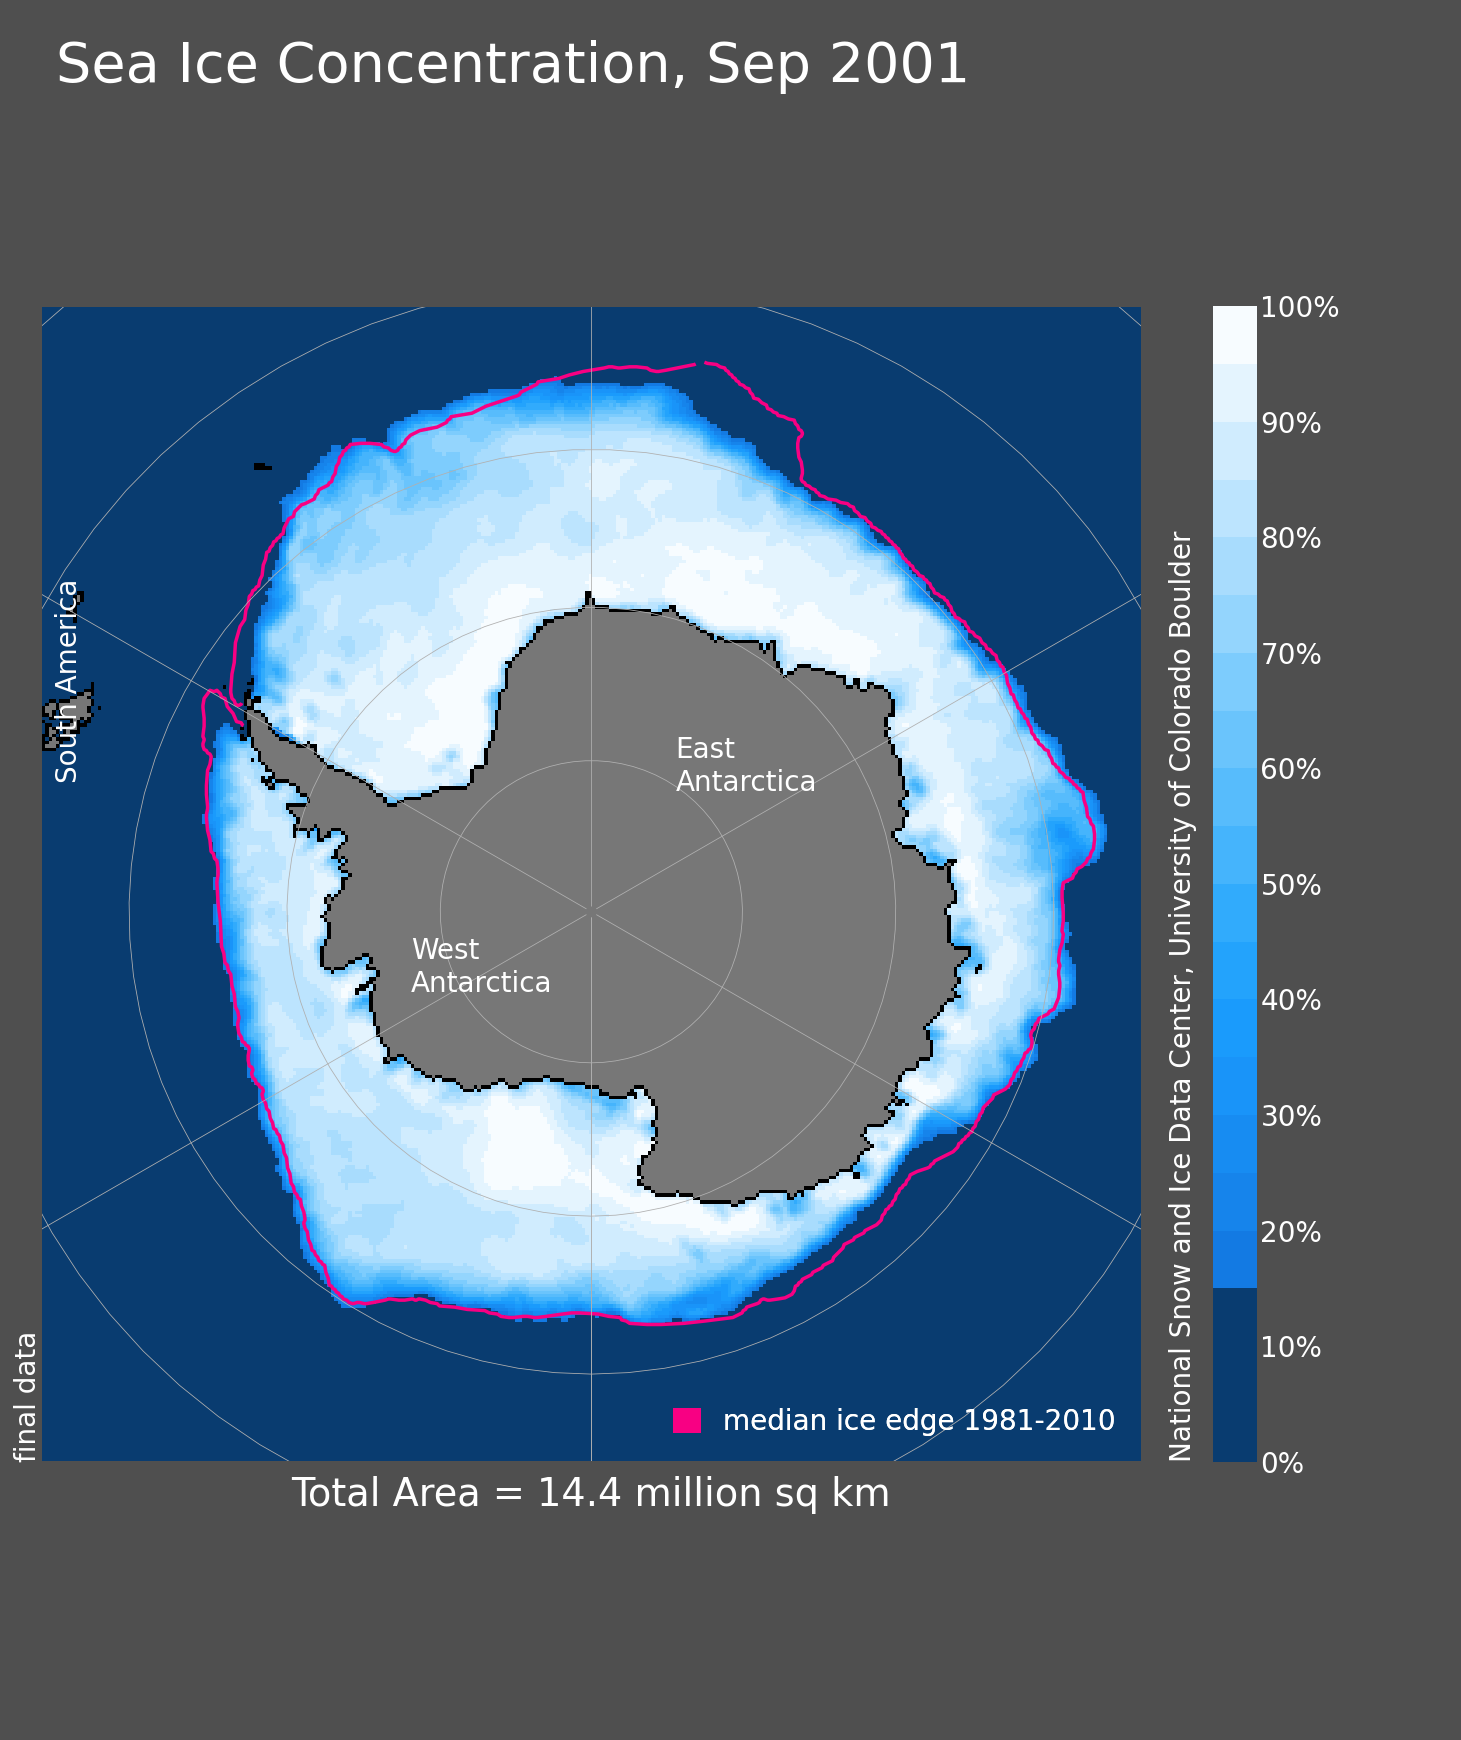 Sea Ice Concentration, Sep 2001
South America
East
Antarctica
West
Antarctica
median ice edge 1981-2010
final data
Total Area = 14.4 million sq km
National Snow and Ice Data Center, University of Colorado Boulder
100%
90%
80%
70%
60%
50%
40%
30%
20%
10%
0%